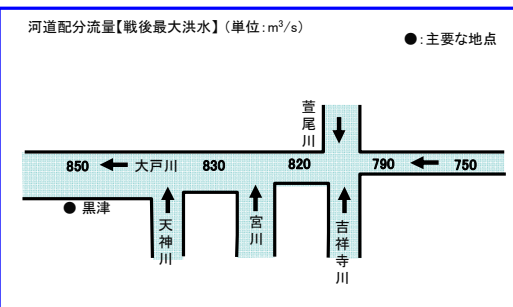 河道配分流量【戦後最大洪水】(単位:m³/s)
●:主要な地点
萱尾川
850 大戸川 830 820 790 750
●黒津
天神川
宮川
吉祥寺川